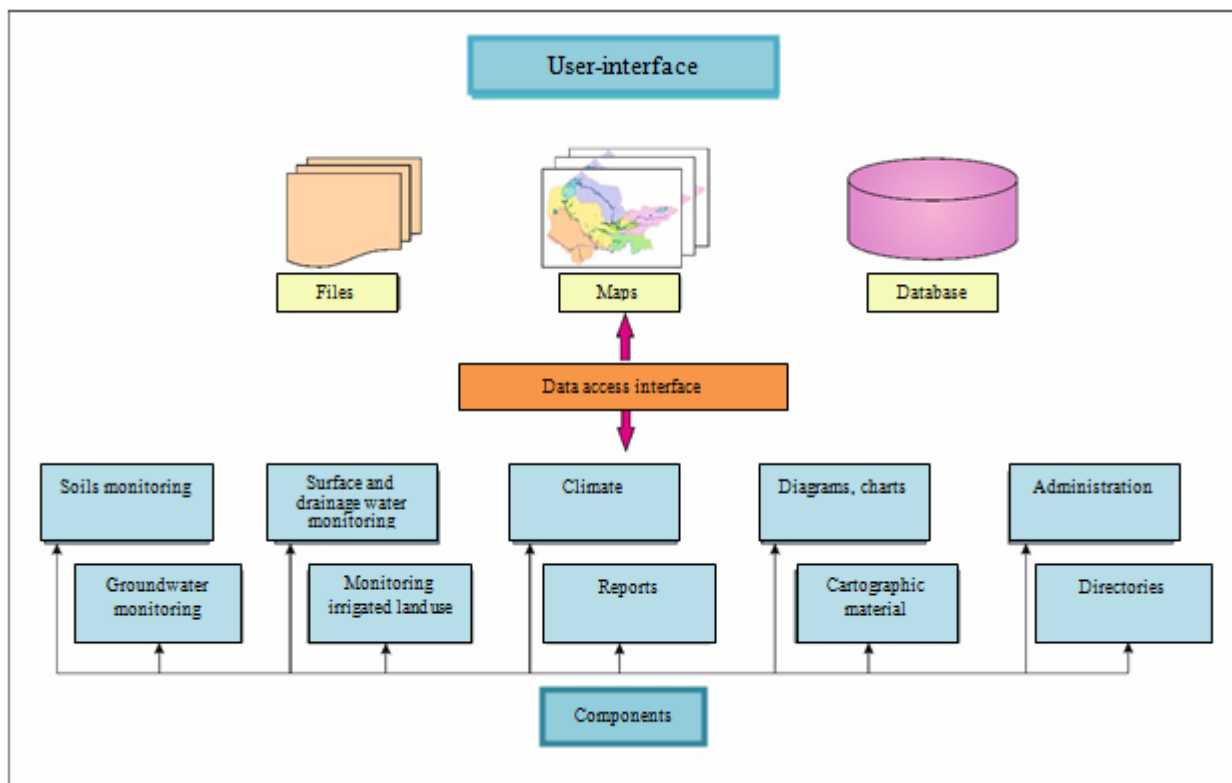 User-interface
Files
Maps
Database
Data access interface
Soils monitoring
Surface and
drainage water
monitoring
Climate
Diagrams, charts
Administration
Groundwater
monitoring
Monitoring
irrigated land use
Reports
Cartographic
material
Directories
Components